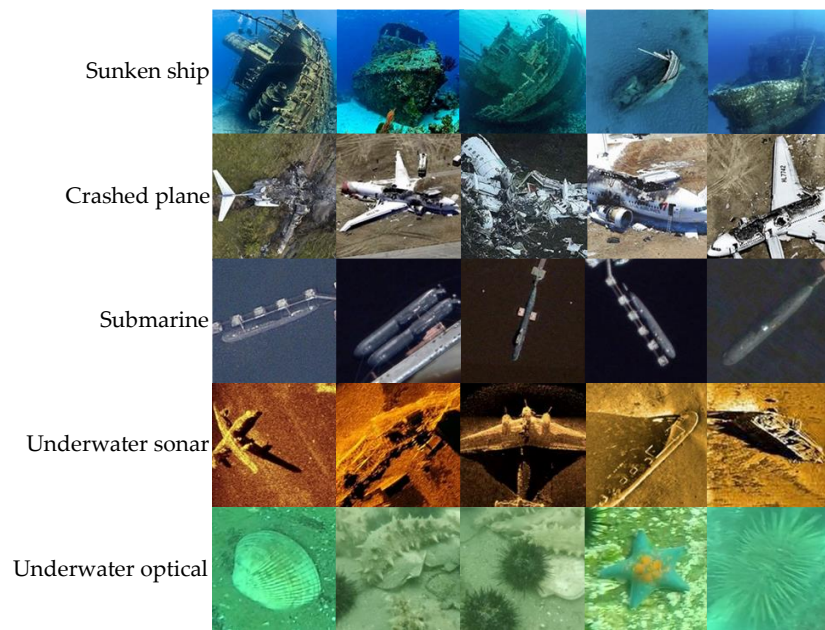 Sunken ship
Crashed plane
Submarine
Underwater sonar
Underwater optical